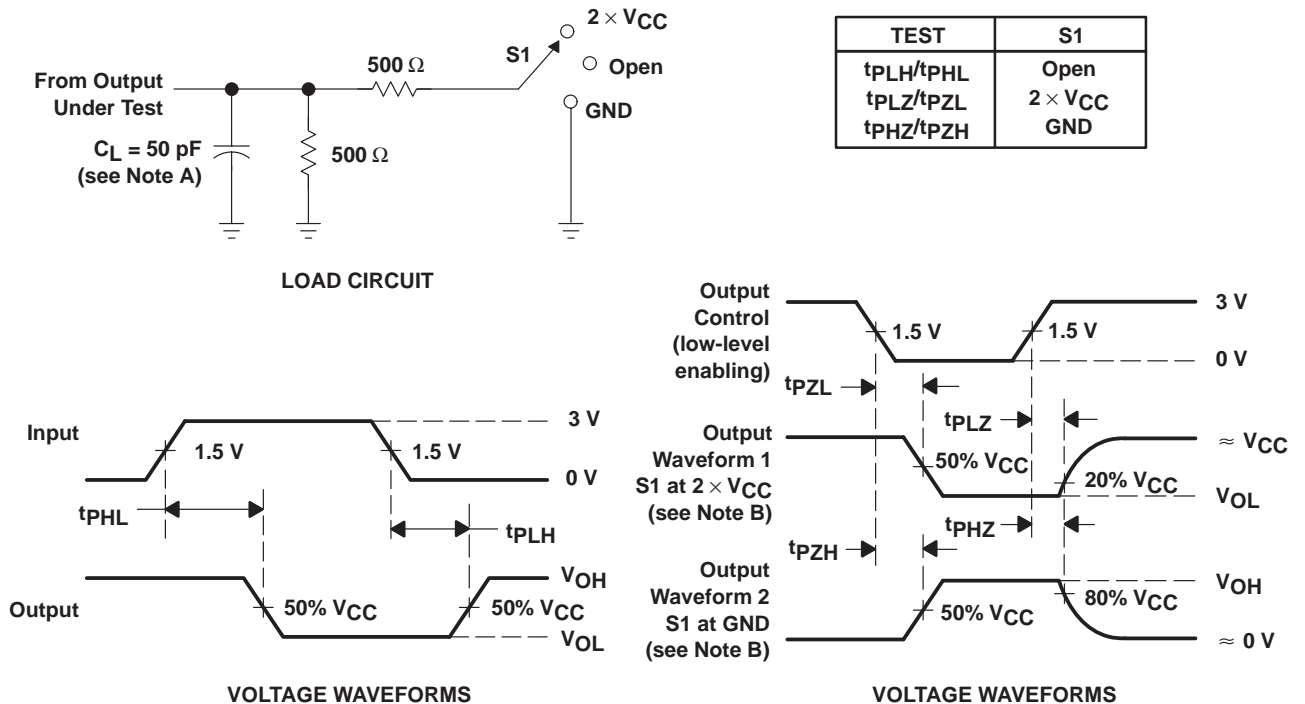 2 × VCC
S1
Open
GND
500 Ω
From Output
Under Test
CL = 50 pF
(see Note A)
500 Ω
LOAD CIRCUIT
TEST S1
tPLH/tPHL Open
tPLZ/tPZL 2 × VCC
tPHZ/tPZH GND
Input
1.5 V
1.5 V
3 V
0 V
tPHL
tPLH
Output
50% VCC
50% VCC
VOH
VOL
VOLTAGE WAVEFORMS
Output
Control
(low-level
enabling)
1.5 V
1.5 V
3 V
0 V
tPZL
tPLZ
Output
Waveform 1
S1 at 2 × VCC
(see Note B)
50% VCC
20% VCC
≈ VCC
VOL
tPZH
tPHZ
Output
Waveform 2
S1 at GND
(see Note B)
50% VCC
80% VCC
VOH
≈ 0 V
VOLTAGE WAVEFORMS